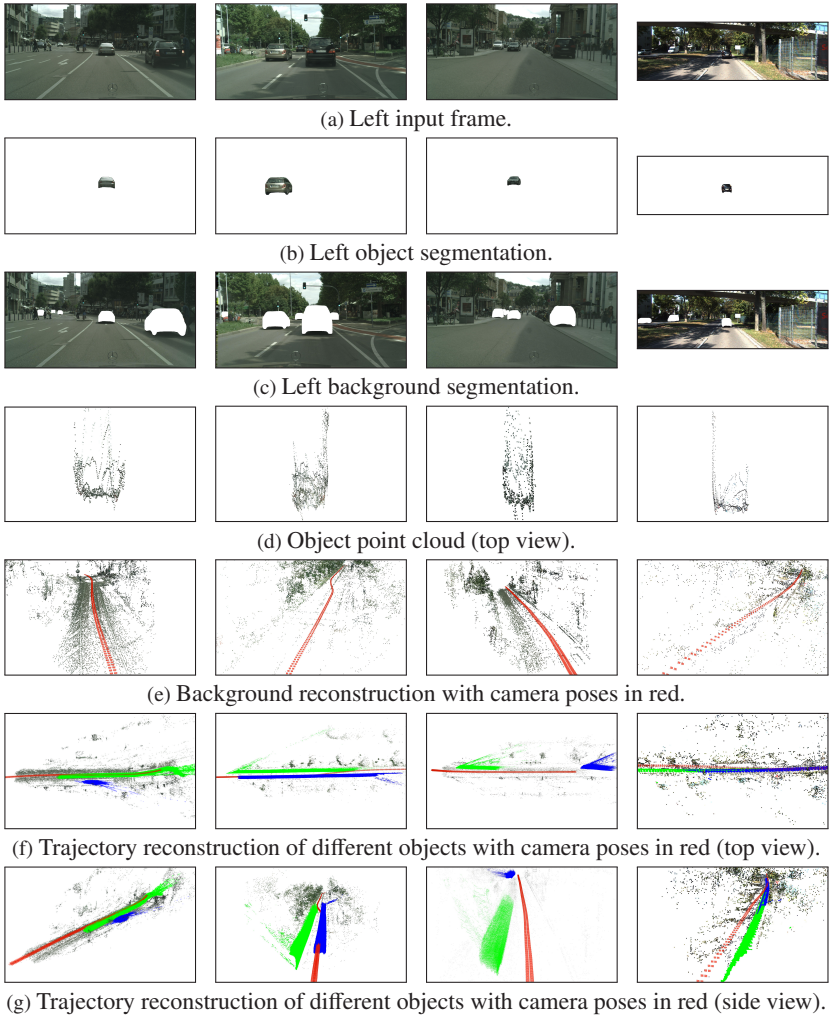 (a) Left input frame.
(b) Left object segmentation.
(c) Left background segmentation.
(d) Object point cloud (top view).
(e) Background reconstruction with camera poses in red.
(f) Trajectory reconstruction of different objects with camera poses in red (top view).
(g) Trajectory reconstruction of different objects with camera poses in red (side view).